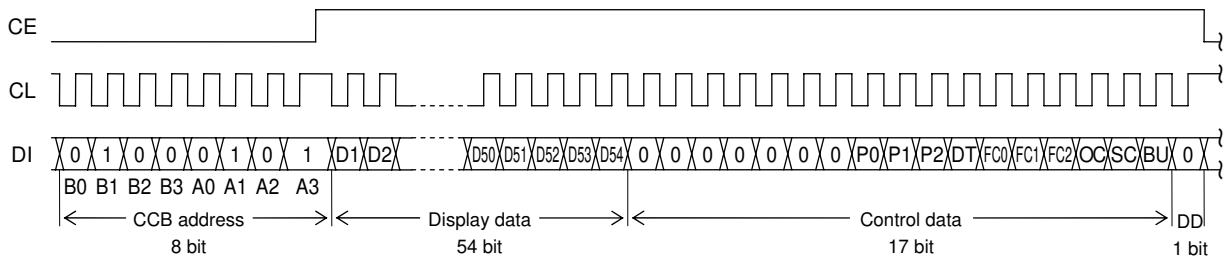 CE
CL
DI 0 1 0 0 0 1 0 1 D1 D2 D50 D51 D52 D53 D54 0 0 0 0 0 0 0 P0 P1 P2 DT FC0 FC1 FC2 OC SC BU 0
B0 B1 B2 B3 A0 A1 A2 A3
CCB address Display data Control data DD
8 bit 54 bit 17 bit 1 bit